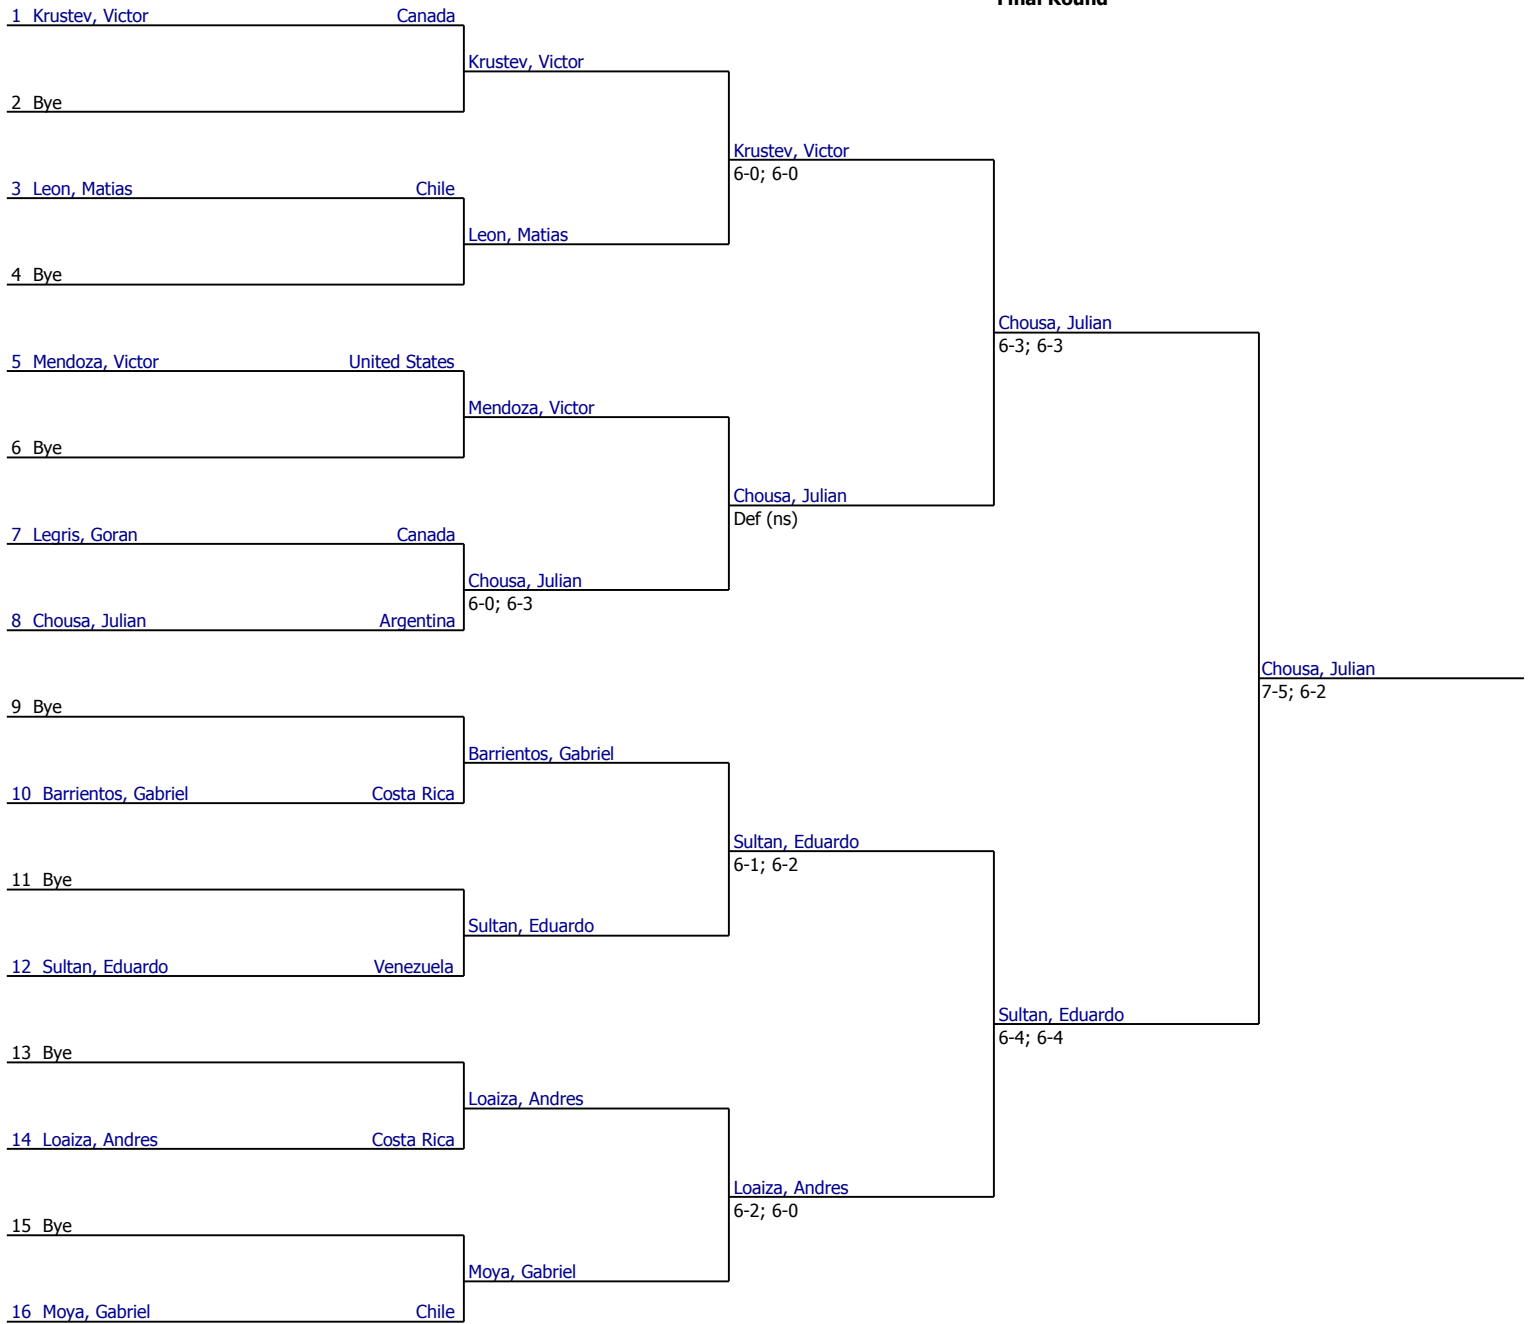 Final Round
1 Krustev, Victor Canada
Krustev, Victor
2 Bye
Krustev, Victor
6-0; 6-0
3 Leon, Matias Chile
Leon, Matias
4 Bye
Chousa, Julian
6-3; 6-3
5 Mendoza, Victor United States
Mendoza, Victor
6 Bye
Chousa, Julian
Def (ns)
7 Legris, Goran Canada
Chousa, Julian
6-0; 6-3
8 Chousa, Julian Argentina
Chousa, Julian
7-5; 6-2
9 Bye
Barrientos, Gabriel
10 Barrientos, Gabriel Costa Rica
Sultan, Eduardo
6-1; 6-2
11 Bye
Sultan, Eduardo
12 Sultan, Eduardo Venezuela
Sultan, Eduardo
6-4; 6-4
13 Bye
Loaiza, Andres
14 Loaiza, Andres Costa Rica
Loaiza, Andres
6-2; 6-0
15 Bye
Moya, Gabriel
16 Moya, Gabriel Chile